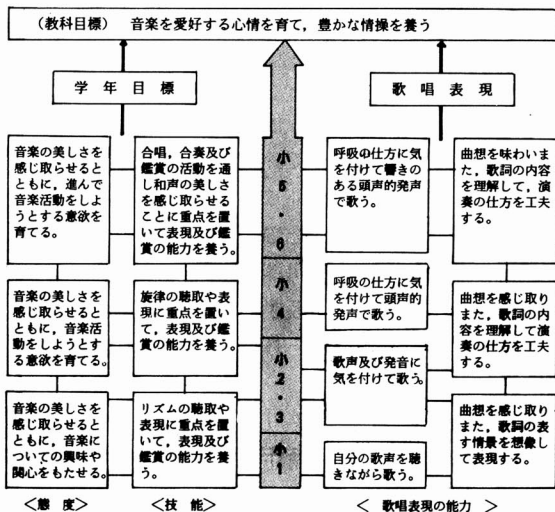 (教科目標) 音楽を愛好する心情を育て,豊かな情操を養う
学年目標
歌唱表現
音楽の美しさを
感じ取らせると
ともに,進んで
音楽活動をしよ
うとする意欲を
育てる。
合唱,合奏及び
鑑賞の活動を通
し和声の美しさ
を感じ取らせる
ことに重点を置
いて表現及び鑑
賞の能力を養う。
小5・6
呼吸の仕方に気
を付けて響きの
ある頭声的発声
で歌う。
曲想を味わいま
また,歌詞の内容
を理解して,演
奏の仕方を工夫
する。
音楽の美しさを
感じ取らせると
ともに,音楽活
動をしようとす
る意欲を育てる。
旋律の聴取や表
現に重点を置い
て,表現及び鑑
賞の能力を養う。
小4
呼吸の仕方に気
を付けて頭声的
発声で歌う。
曲想を感じ取り
また,歌詞の内
容を理解して演
奏の仕方を工夫
する。
音楽の美しさを
感じ取らせると
ともに,音楽に
ついての興味や
関心をもたせる。
リズムの聴取や
表現に重点を置
いて,表現及び
鑑賞の能力を養
う。
小2・3
歌声及び発音に
気を付けて歌う。
小1
自分の歌声を聴
きながら歌う。
曲想を感じ取り
また,歌詞の表
す情景を想像し
て表現する。
<態度>
<技能>
<歌唱表現の能力>